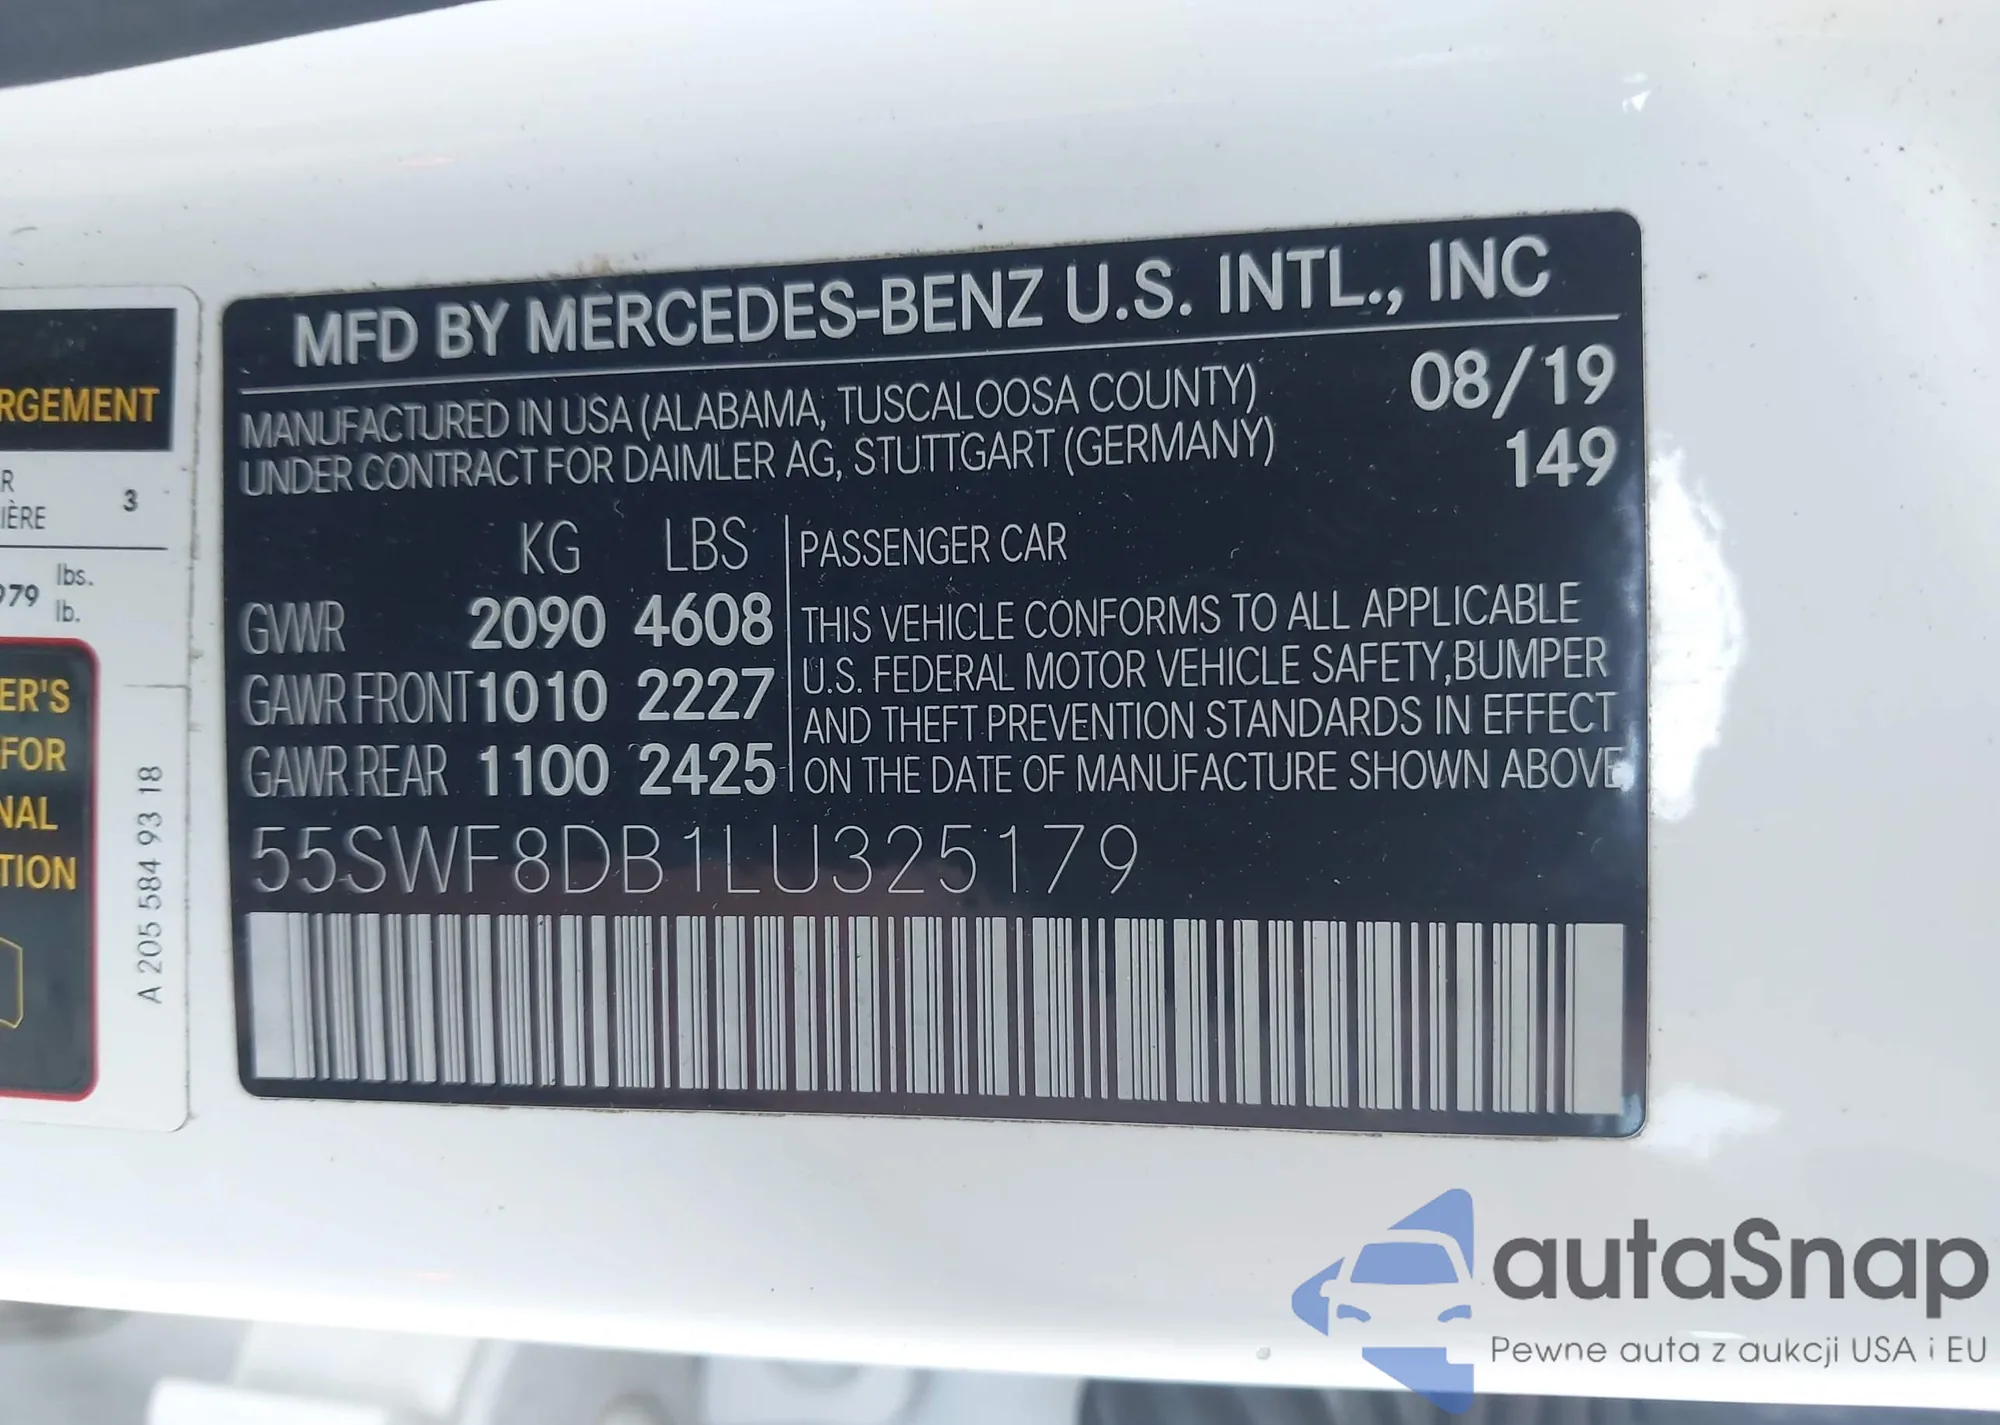 MFD BY MERCEDES-BENZ U.S. INTL., INC
MANUFACTURED IN USA (ALABAMA, TUSCALOOSA COUNTY) 08/19
UNDER CONTRACT FOR DAIMLER AG, STUTTGART (GERMANY) 149
KG LBS PASSENGER CAR
GVWR 2090 4608 THIS VEHICLE CONFORMS TO ALL APPLICABLE
U.S. FEDERAL MOTOR VEHICLE SAFETY, BUMPER
GAWR FRONT 1010 2227 AND THEFT PREVENTION STANDARDS IN EFFECT
GAWR REAR 1100 2425 ON THE DATE OF MANUFACTURE SHOWN ABOVE
55SWF8DB1LU325179
RGEMENT
R
IÈRE 3
979 lbs.
lb.
ER'S
FOR
NAL
TION
A 205 584 93 18
autaSnap
Pewne auta z aukcji USA i EU